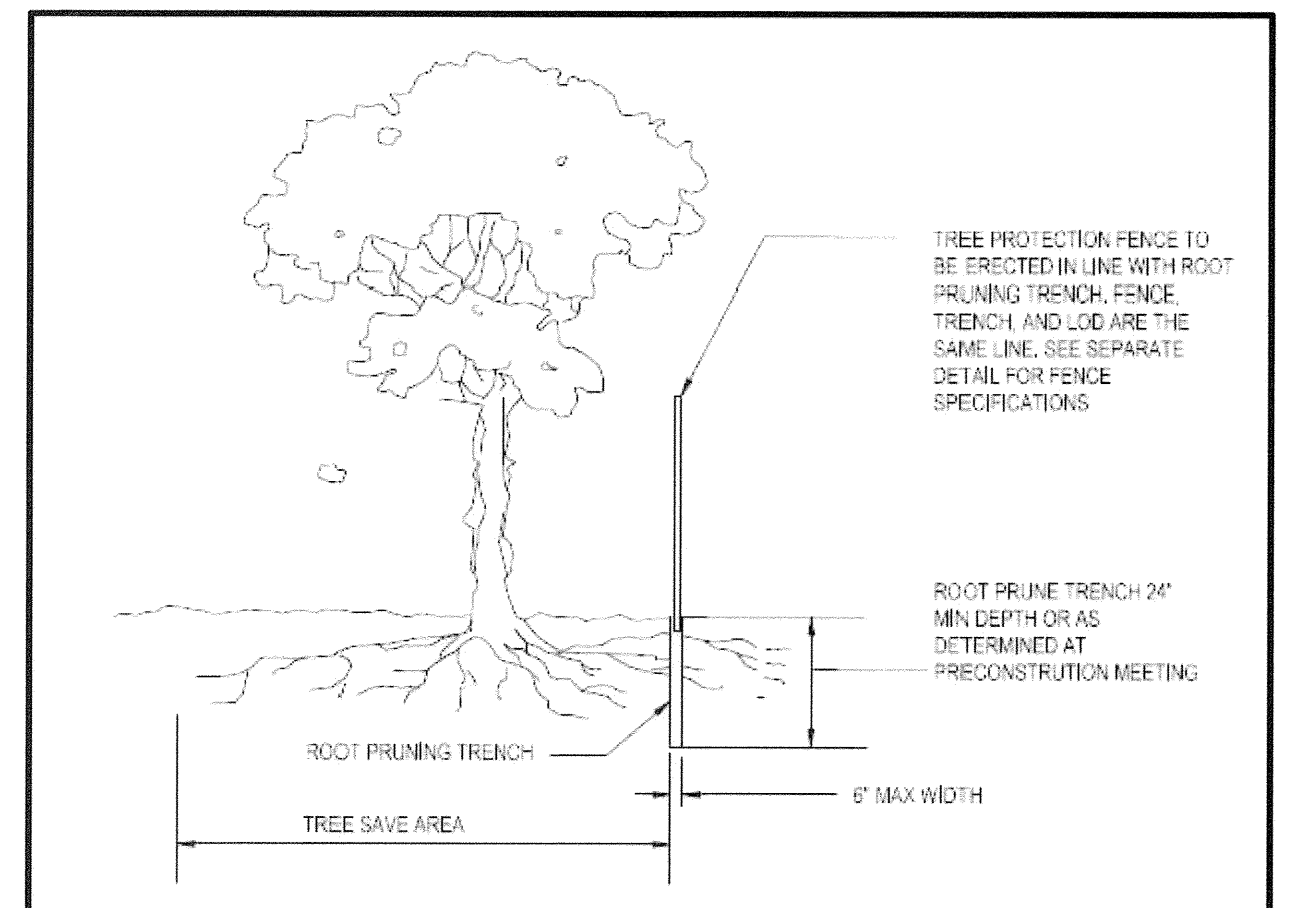 TREE PROTECTION FENCE TO
BE ERECTED IN LINE WITH ROOT
PRUNING TRENCH. FENCE,
TRENCH, AND LOD ARE THE
SAME LINE. SEE SEPARATE
DETAIL FOR FENCE
SPECIFICATIONS
ROOT PRUNE TRENCH 24"
MIN DEPTH OR AS
DETERMINED AT
PRECONSTRUTION MEETING
ROOT PRUNING TRENCH
6" MAX WIDTH
TREE SAVE AREA